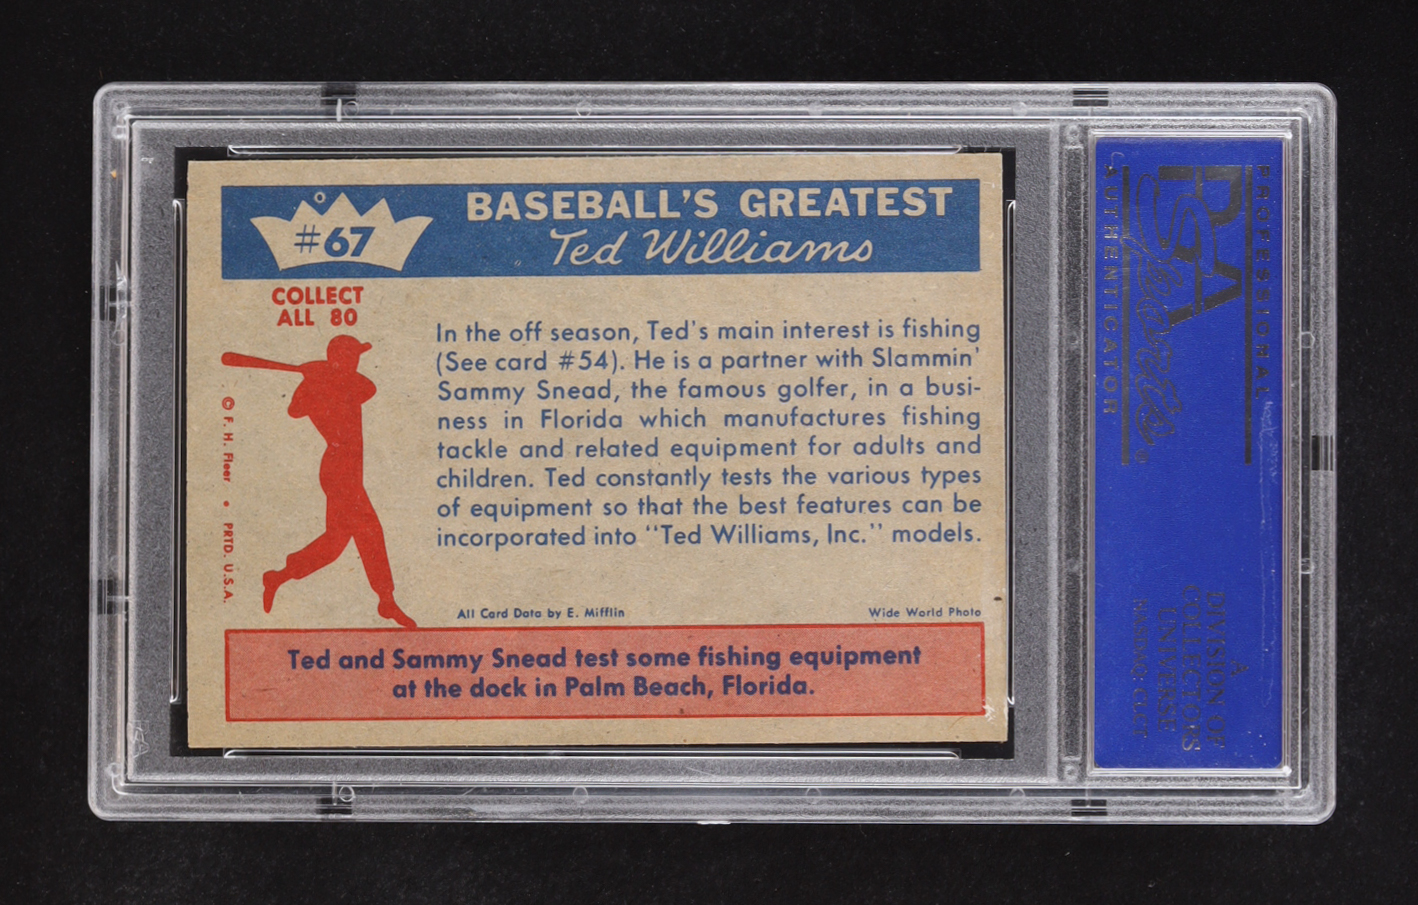 #67
BASEBALL'S GREATEST
Ted Williams
COLLECT
ALL 80
In the off season, Ted's main interest is fishing
(See card #54). He is a partner with Slammin'
Sammy Snead, the famous golfer, in a busi-
ness in Florida which manufactures fishing
tackle and related equipment for adults and
children. Ted constantly tests the various types
of equipment so that the best features can be
incorporated into "Ted Williams, Inc." models.
© F. H. Fleer • PRTD. U.S.A.
All Card Data by E. Mifflin
Wide World Photo
Ted and Sammy Snead test some fishing equipment
at the dock in Palm Beach, Florida.
PROFESSIONAL
PSA
Sports
AUTHENTICATOR
A
DIVISION OF
COLLECTORS
UNIVERSE
NASDAQ: CLCT